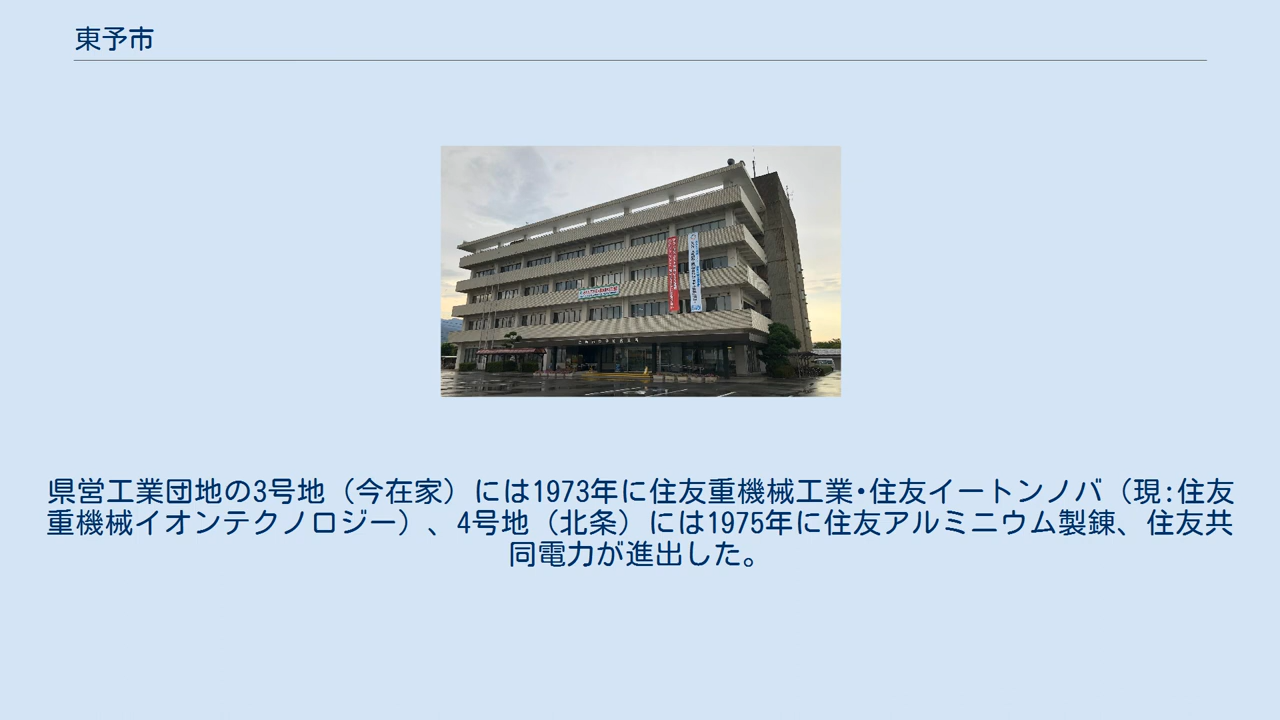 東予市
県営工業団地の3号地（今在家）には1973年に住友重機械工業･住友イートンノバ（現:住友
重機械イオンテクノロジー）、4号地（北条）には1975年に住友アルミニウム製錬、住友共
同電力が進出した。